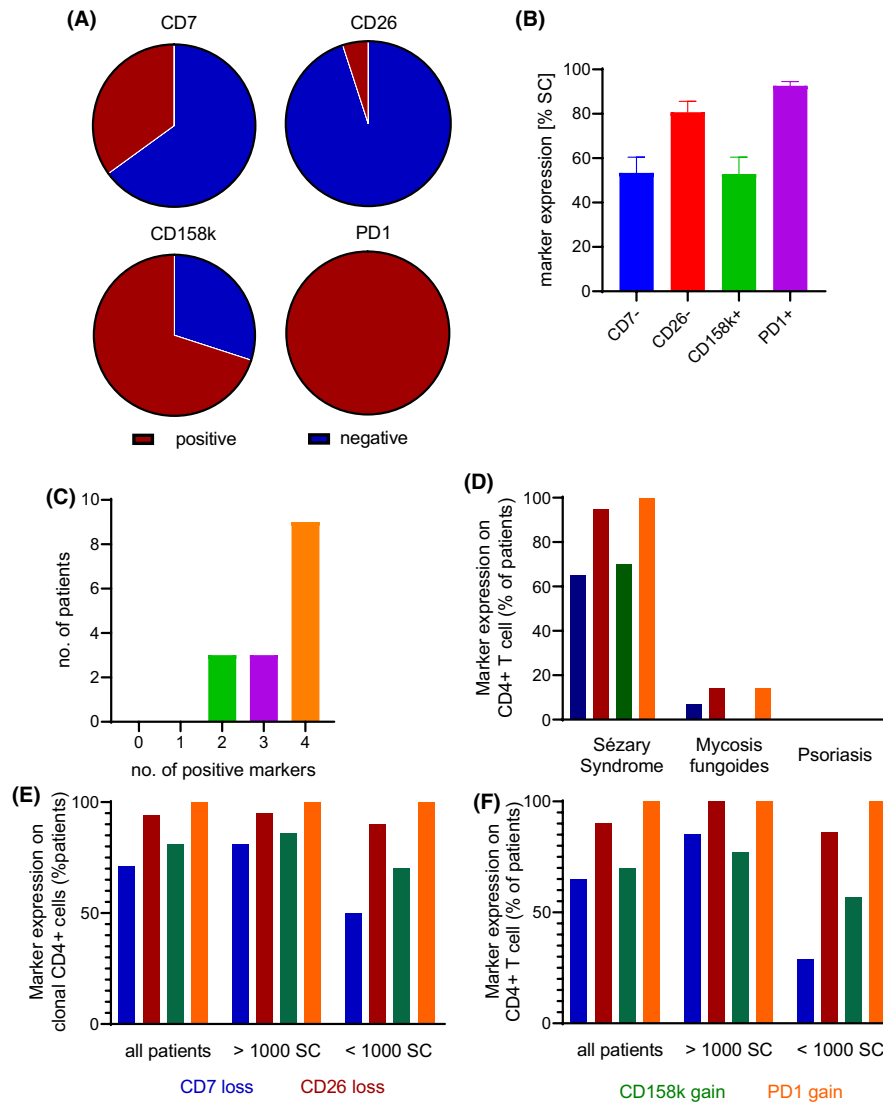 (A)
CD7
CD26
CD158k
PD1
positive
negative
(B)
marker expression [% SC]
100
80
60
40
20
0
CD7-
CD26-
CD158k+
PD1+
(C)
no. of patients
10
8
6
4
2
0
0 1 2 3 4
no. of positive markers
(D)
Marker expression on
CD4+ T cell (% of patients)
100
80
60
40
20
0
Sézary
Syndrome
Mycosis
fungoides
Psoriasis
(E)
Marker expression on
clonal CD4+ cells (%patients)
100
50
0
all patients > 1000 SC < 1000 SC
CD7 loss CD26 loss
(F)
Marker expression on
CD4+ T cell (% of patients)
100
50
0
all patients > 1000 SC < 1000 SC
CD158k gain PD1 gain